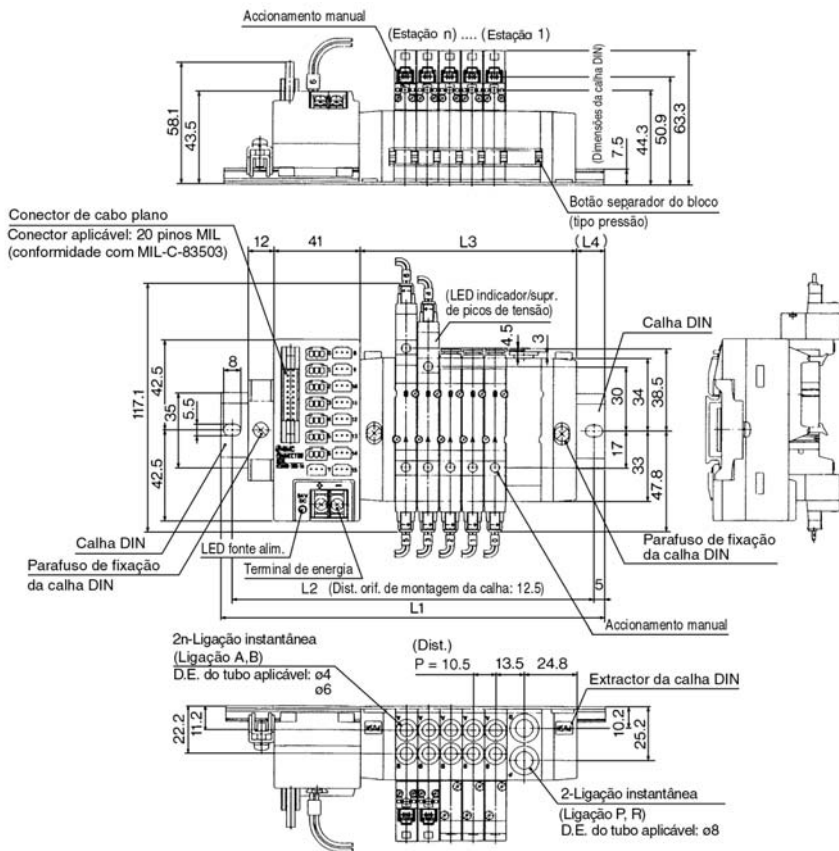 Accionamento manual
(Estação n) .... (Estação 1)
58.1
43.5
(Dimensões da calha DIN)
7.5
44.3
50.9
63.3
Botão separador do bloco
(tipo pressão)
Conector de cabo plano
Conector aplicável: 20 pinos MIL
(conformidade com MIL-C-83503)
12
41
L3
(L4)
(LED indicador/supr.
de picos de tensão)
4.5
3
Calha DIN
117.1
42.5
8
35
5.5
42.5
30
34
38.5
17
33
47.8
Calha DIN
LED fonte alim.
Terminal de energia
Parafuso de fixação
da calha DIN
Parafuso de fixação
da calha DIN
L2 (Dist. orif. de montagem da calha: 12.5)
5
L1
Accionamento manual
2n-Ligação instantânea
(Ligação A,B)
D.E. do tubo aplicável: ø4
ø6
(Dist.)
P = 10.5
13.5
24.8
Extractor da calha DIN
22.2
11.2
10.2
25.2
2-Ligação instantânea
(Ligação P, R)
D.E. do tubo aplicável: ø8